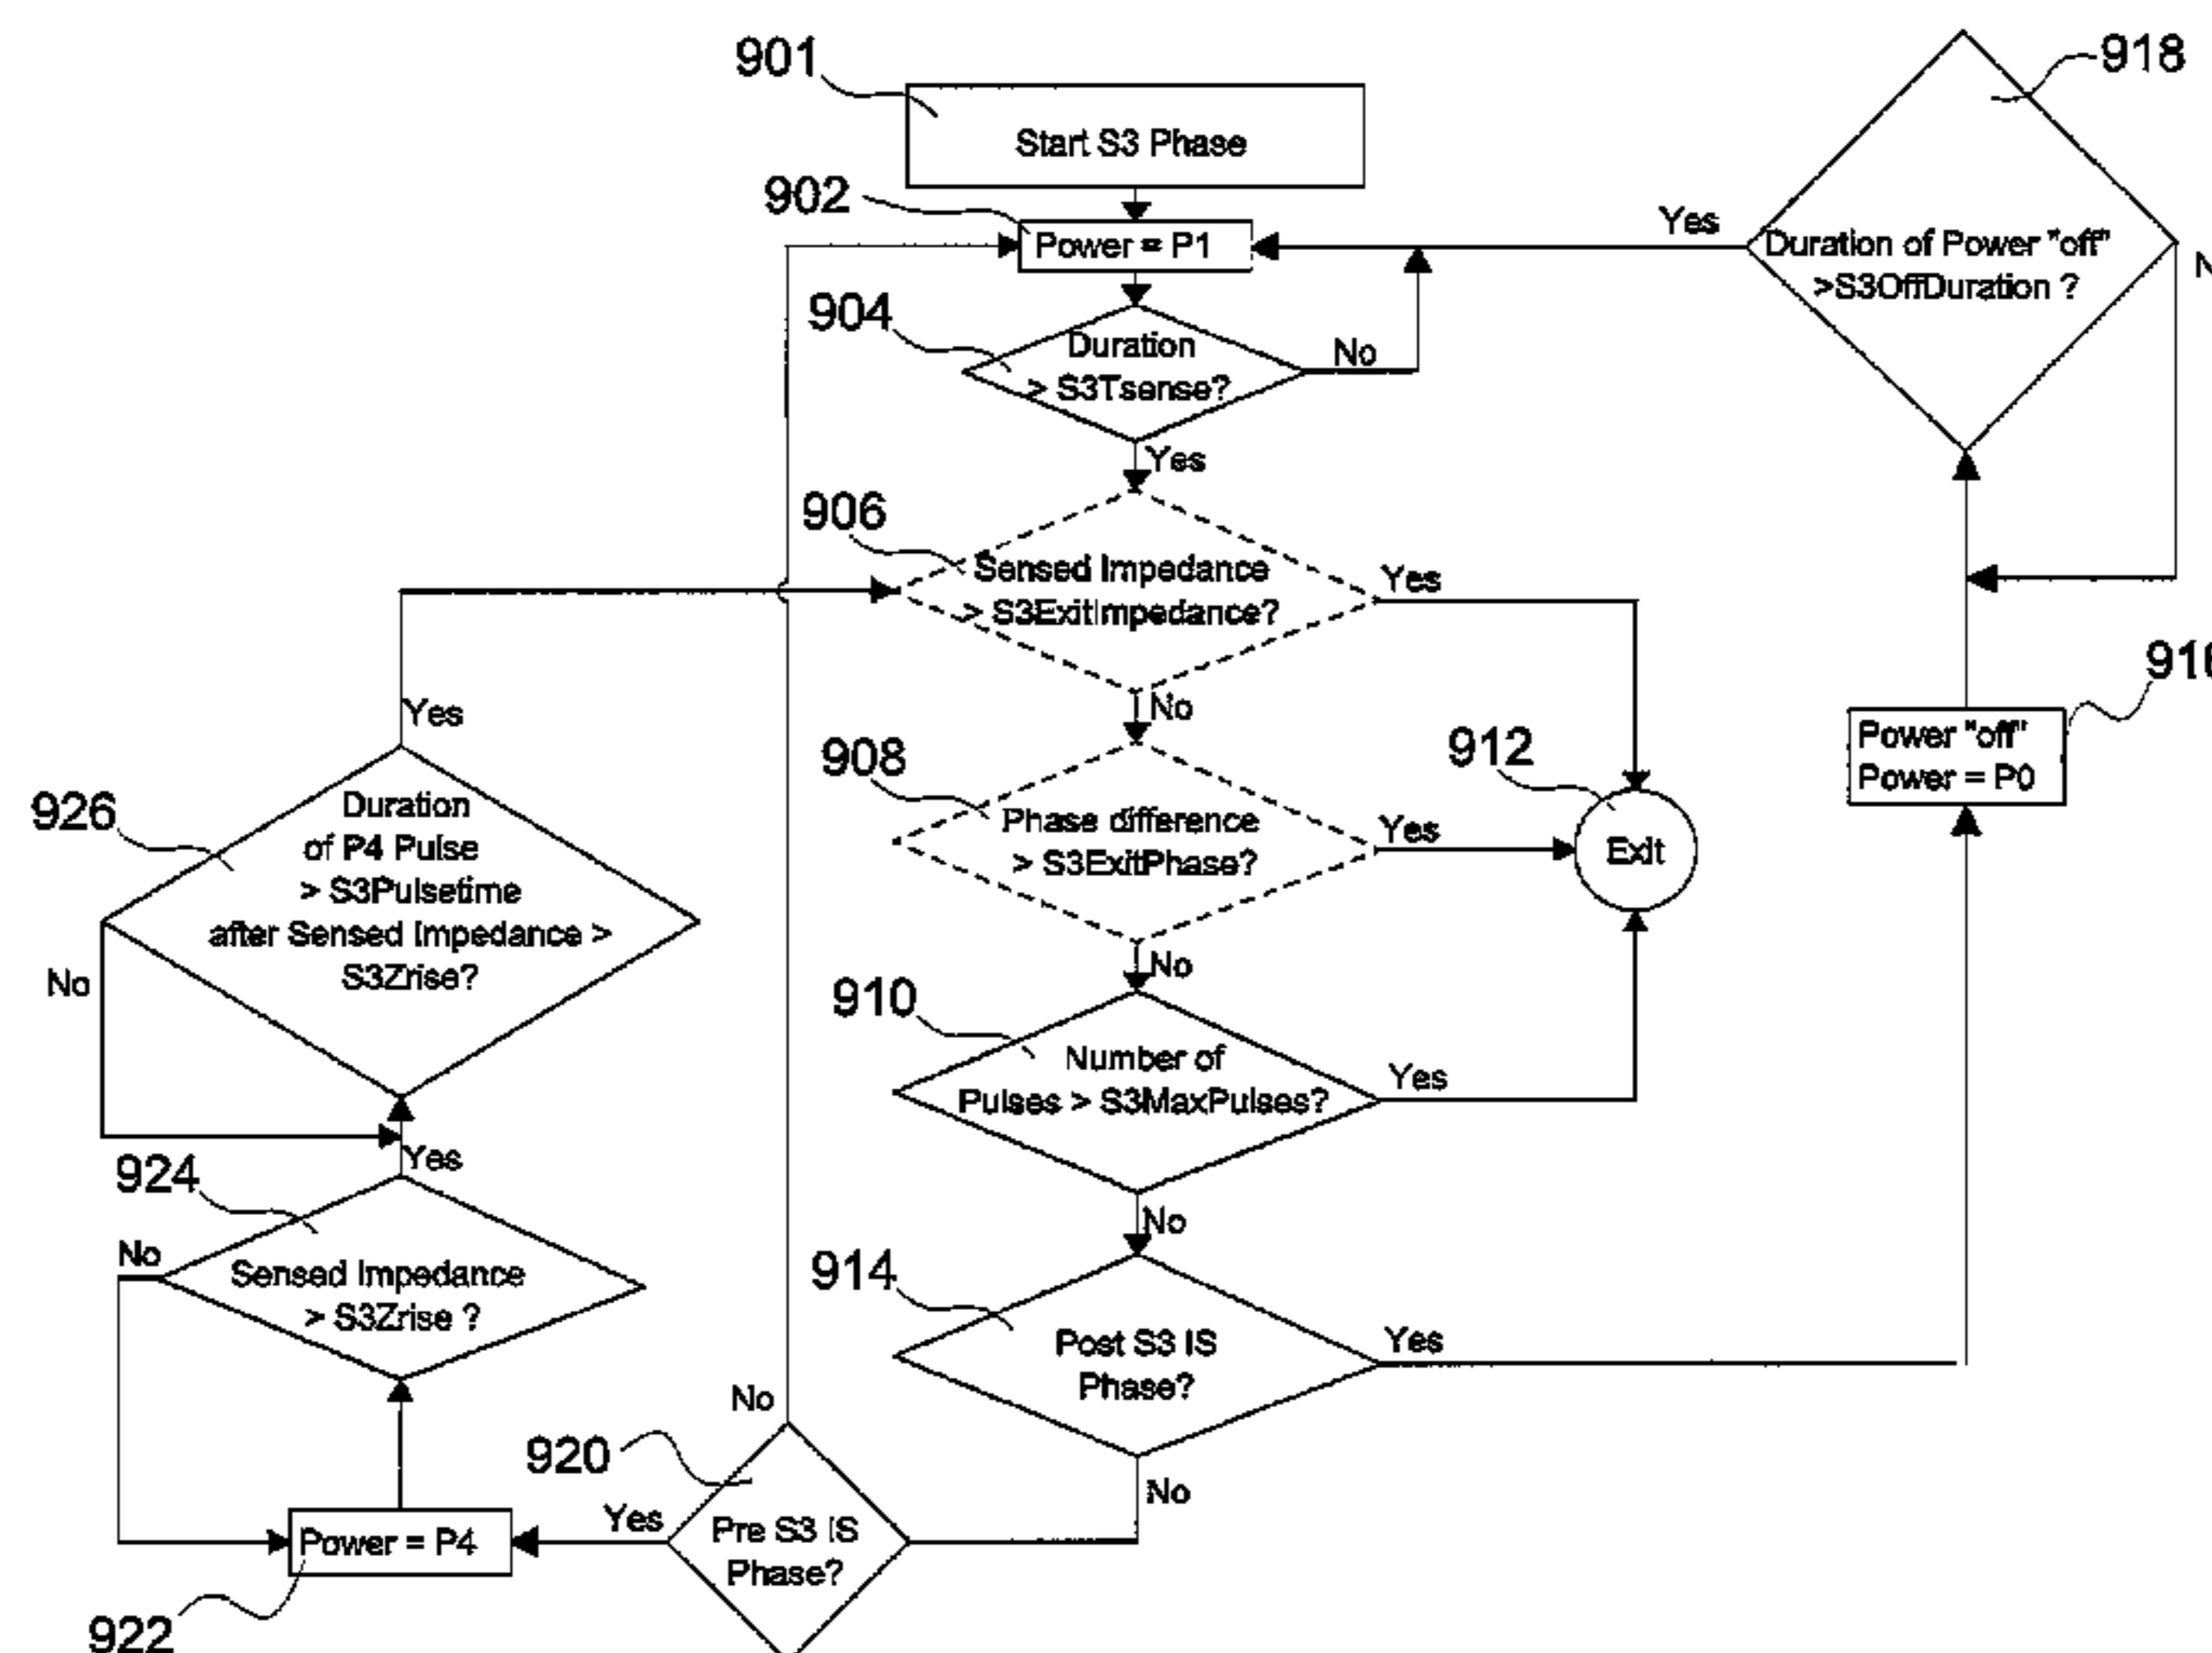 901
Start S3 Phase
902
Power = P1
904
Duration
> S3Tsense?
No
Yes
918
Duration of Power "off"
>S3OffDuration ?
Yes
906
Sensed Impedance
> S3ExitImpedance?
Yes
No
908
Phase difference
> S3ExitPhase?
Yes
No
912
Exit
Power "off"
Power = P0
910
Number of
Pulses > S3MaxPulses?
Yes
No
914
Post S3 IS
Phase?
Yes
No
920
Pre S3 IS
Phase?
No
Yes
922
Power = P4
924
Sensed Impedance
> S3Zrise ?
No
Yes
926
Duration
of P4 Pulse
> S3Pulsetime
after Sensed Impedance >
S3Zrise?
No
Yes